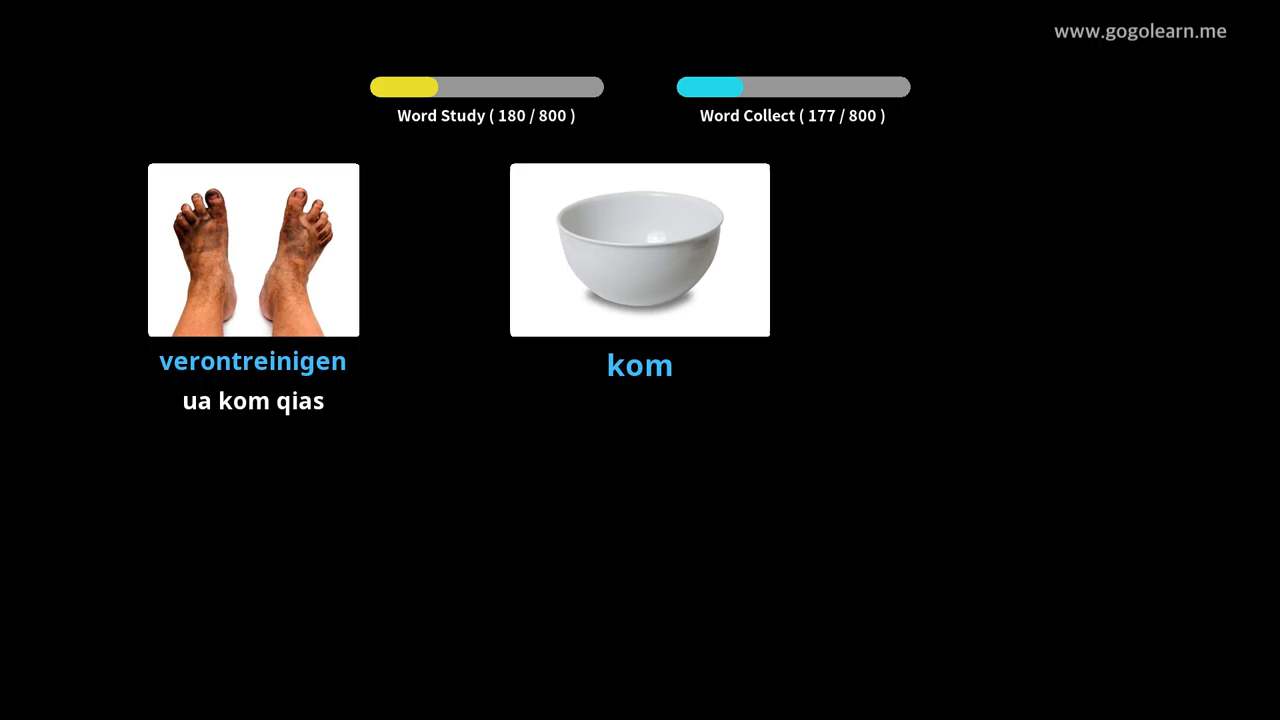 www.gogolearn.me
Word Study ( 180 / 800 )
Word Collect ( 177 / 800 )
verontreinigen
ua kom qias
kom